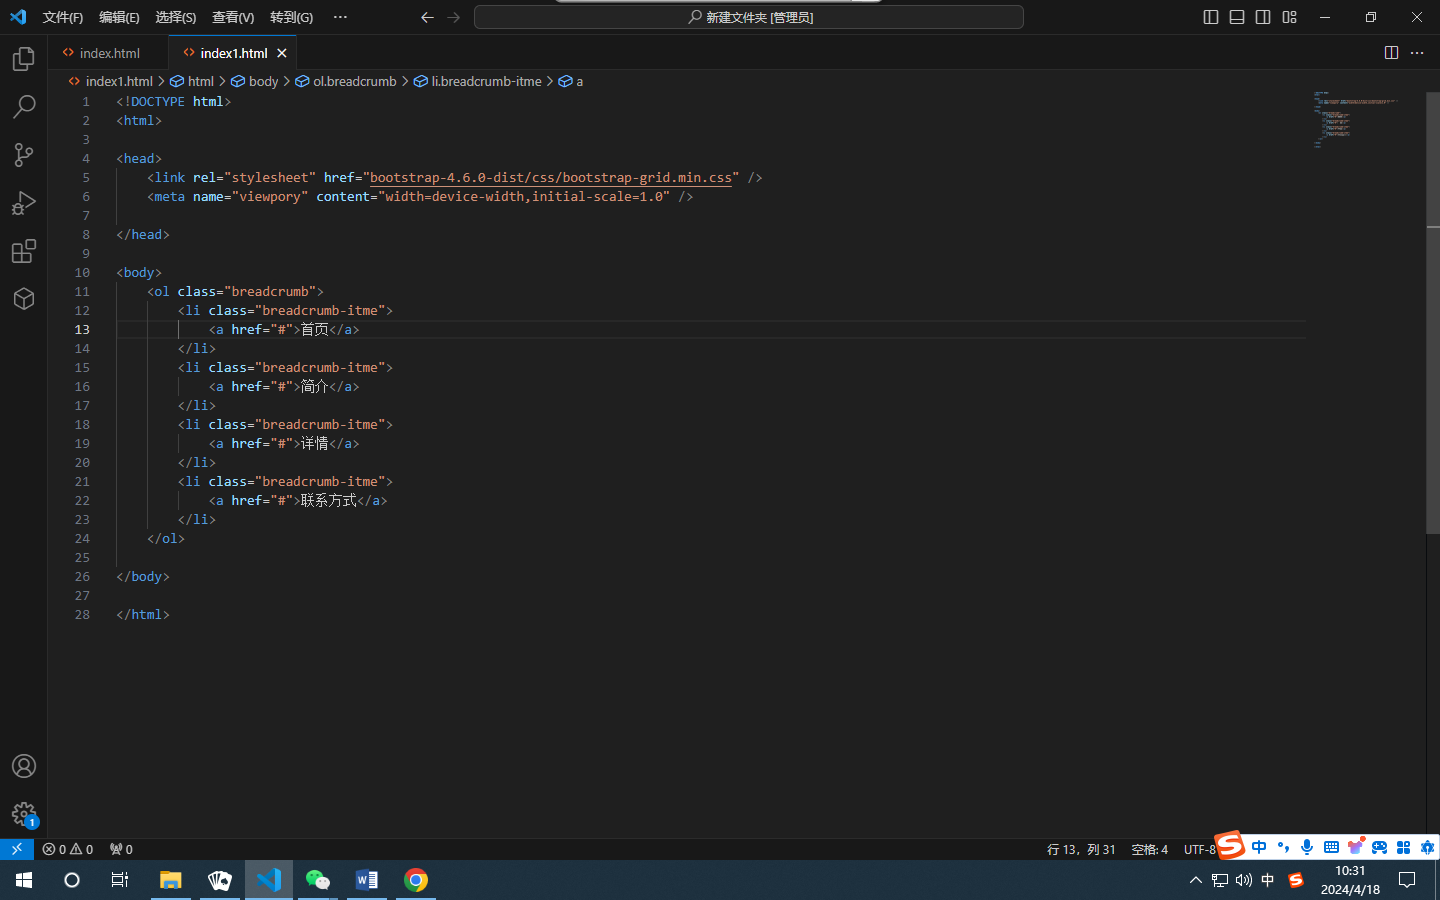 文件(F) 编辑(E) 选择(S) 查看(V) 转到(G) ··· 新建文件夹 [管理员]
index.html index1.html
index1.html > html > body > ol.breadcrumb > li.breadcrumb-itme > a
1 <!DOCTYPE html>
2 <html>
3
4 <head>
5 <link rel="stylesheet" href="bootstrap-4.6.0-dist/css/bootstrap-grid.min.css" />
6 <meta name="viewpory" content="width=device-width,initial-scale=1.0" />
7
8 </head>
9
10 <body>
11 <ol class="breadcrumb">
12 <li class="breadcrumb-itme">
13 <a href="#">首页</a>
14 </li>
15 <li class="breadcrumb-itme">
16 <a href="#">简介</a>
17 </li>
18 <li class="breadcrumb-itme">
19 <a href="#">详情</a>
20 </li>
21 <li class="breadcrumb-itme">
22 <a href="#">联系方式</a>
23 </li>
24 </ol>
25
26 </body>
27
28 </html>
1
0 0 0 行 13，列 31 空格: 4 UTF-8 中
中 10:31
2024/4/18